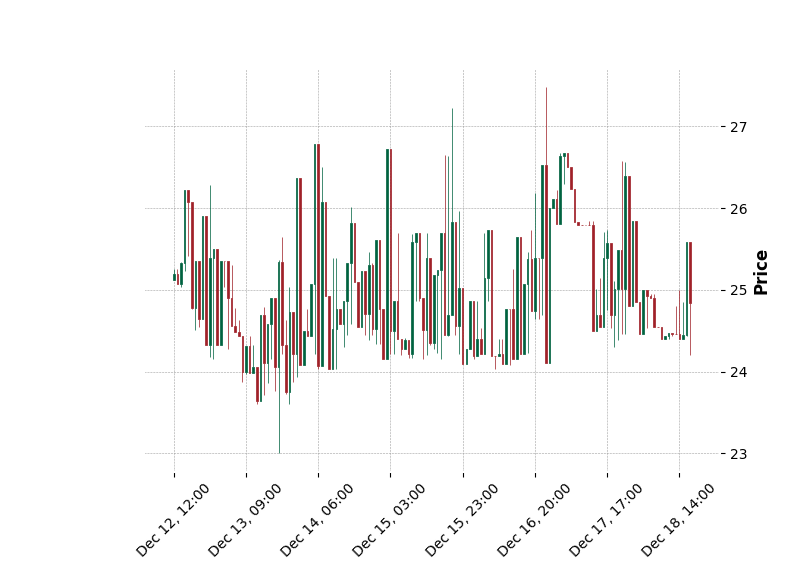 27
26
25
24
23
Price
Dec 12, 12:00
Dec 13, 09:00
Dec 14, 06:00
Dec 15, 03:00
Dec 15, 23:00
Dec 16, 20:00
Dec 17, 17:00
Dec 18, 14:00